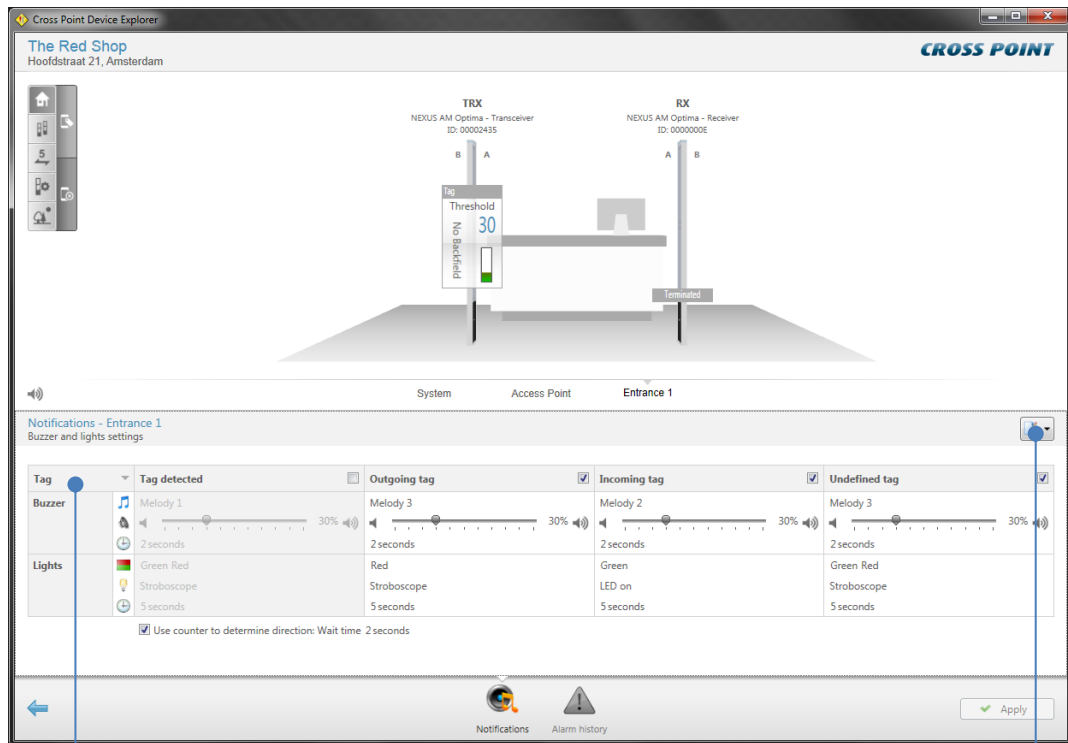 Cross Point Device Explorer
The Red Shop
Hoofdstraat 21, Amsterdam
CROSS POINT
TRX
NEXUS AM Optima - Transceiver
ID: 00002435
B A
RX
NEXUS AM Optima - Receiver
ID: 0000000E
A B
5
Tag
Threshold
30
No Backfield
Terminated
System Access Point Entrance 1
Notifications - Entrance 1
Buzzer and lights settings
Tag Tag detected Outgoing tag Incoming tag Undefined tag
Buzzer Melody 1 Melody 3 Melody 2 Melody 3
30% 30% 30% 30%
2 seconds 2 seconds 2 seconds 2 seconds
Lights Green Red Red Green Green Red
Stroboscope Stroboscope LED on Stroboscope
5 seconds 5 seconds 5 seconds 5 seconds
Use counter to determine direction: Wait time 2 seconds
Notifications Alarm history
Apply